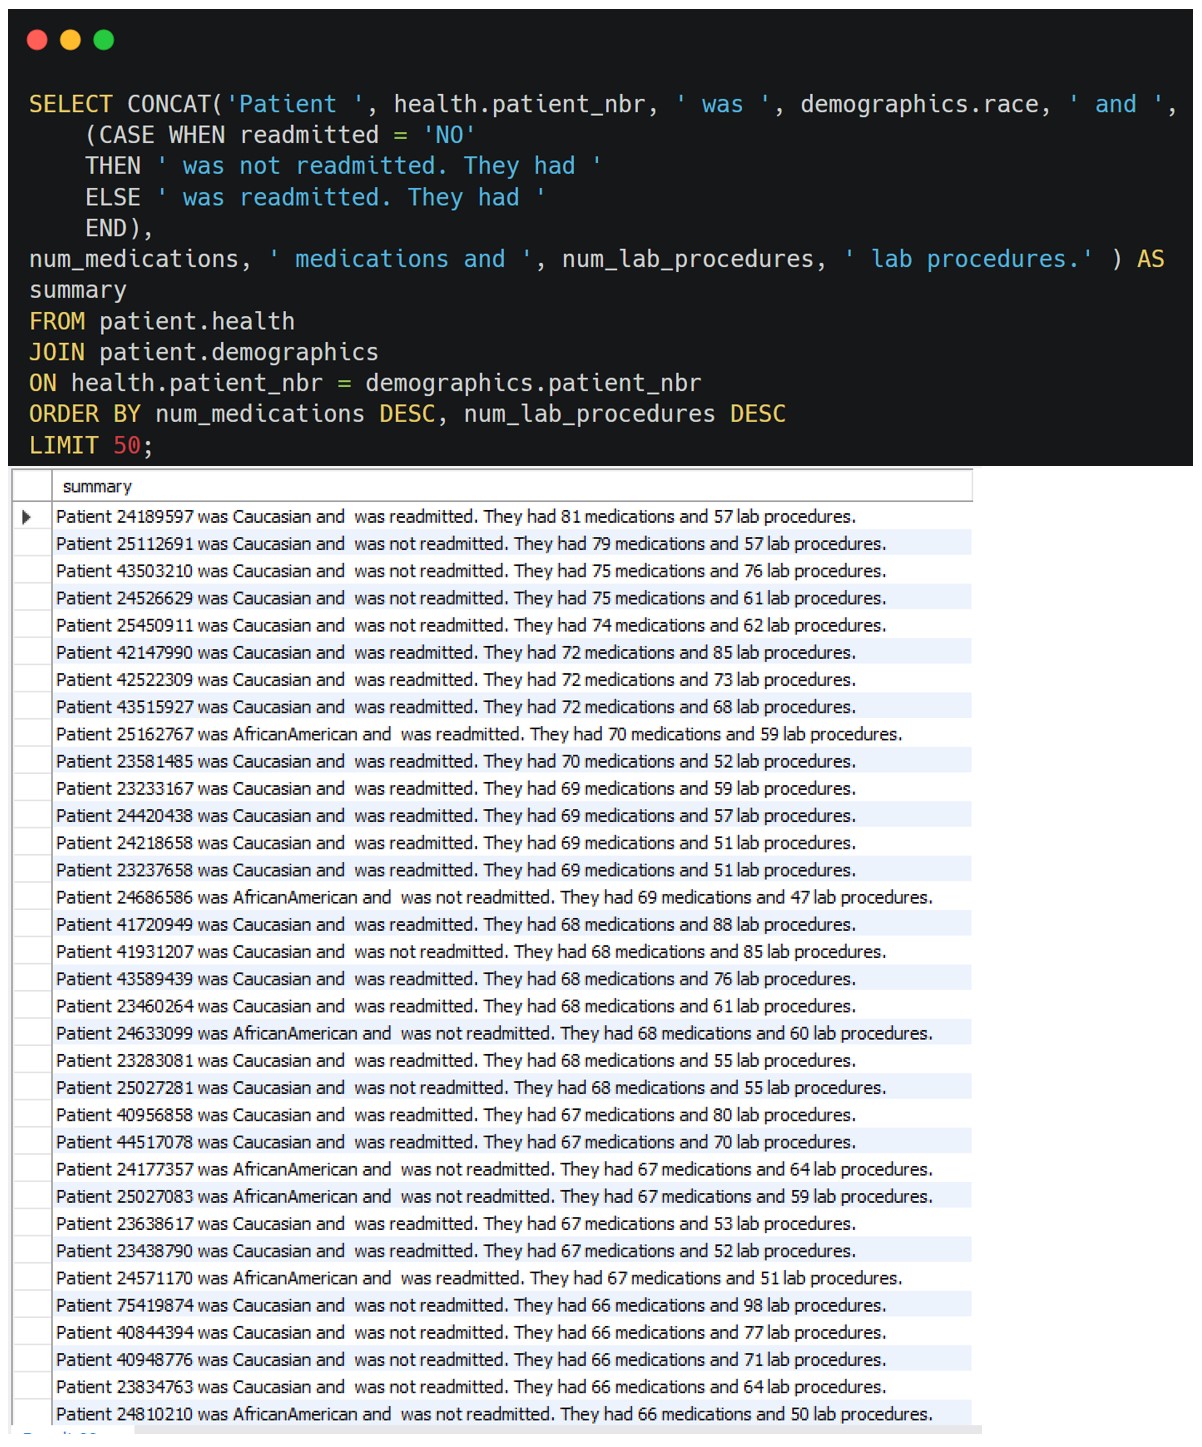 SELECT CONCAT('Patient ', health.patient_nbr, ' was ', demographics.race, ' and ',
    (CASE WHEN readmitted = 'NO'
    THEN ' was not readmitted. They had '
    ELSE ' was readmitted. They had '
    END),
num_medications, ' medications and ', num_lab_procedures, ' lab procedures.' ) AS
summary
FROM patient.health
JOIN patient.demographics
ON health.patient_nbr = demographics.patient_nbr
ORDER BY num_medications DESC, num_lab_procedures DESC
LIMIT 50;
summary
Patient 24189597 was Caucasian and  was readmitted. They had 81 medications and 57 lab procedures.
Patient 25112691 was Caucasian and  was not readmitted. They had 79 medications and 57 lab procedures.
Patient 43503210 was Caucasian and  was not readmitted. They had 75 medications and 76 lab procedures.
Patient 24526629 was Caucasian and  was not readmitted. They had 75 medications and 61 lab procedures.
Patient 25450911 was Caucasian and  was not readmitted. They had 74 medications and 62 lab procedures.
Patient 42147990 was Caucasian and  was readmitted. They had 72 medications and 85 lab procedures.
Patient 42522309 was Caucasian and  was readmitted. They had 72 medications and 73 lab procedures.
Patient 43515927 was Caucasian and  was readmitted. They had 72 medications and 68 lab procedures.
Patient 25162767 was AfricanAmerican and  was readmitted. They had 70 medications and 59 lab procedures.
Patient 23581485 was Caucasian and  was readmitted. They had 70 medications and 52 lab procedures.
Patient 23233167 was Caucasian and  was readmitted. They had 69 medications and 59 lab procedures.
Patient 24420438 was Caucasian and  was readmitted. They had 69 medications and 57 lab procedures.
Patient 24218658 was Caucasian and  was readmitted. They had 69 medications and 51 lab procedures.
Patient 23237658 was Caucasian and  was readmitted. They had 69 medications and 51 lab procedures.
Patient 24686586 was AfricanAmerican and  was not readmitted. They had 69 medications and 47 lab procedures.
Patient 41720949 was Caucasian and  was readmitted. They had 68 medications and 88 lab procedures.
Patient 41931207 was Caucasian and  was not readmitted. They had 68 medications and 85 lab procedures.
Patient 43589439 was Caucasian and  was readmitted. They had 68 medications and 76 lab procedures.
Patient 23460264 was Caucasian and  was readmitted. They had 68 medications and 61 lab procedures.
Patient 24633099 was AfricanAmerican and  was not readmitted. They had 68 medications and 60 lab procedures.
Patient 23283081 was Caucasian and  was readmitted. They had 68 medications and 55 lab procedures.
Patient 25027281 was Caucasian and  was not readmitted. They had 68 medications and 55 lab procedures.
Patient 40956858 was Caucasian and  was readmitted. They had 67 medications and 80 lab procedures.
Patient 44517078 was Caucasian and  was readmitted. They had 67 medications and 70 lab procedures.
Patient 24177357 was AfricanAmerican and  was not readmitted. They had 67 medications and 64 lab procedures.
Patient 25027083 was AfricanAmerican and  was not readmitted. They had 67 medications and 59 lab procedures.
Patient 23638617 was Caucasian and  was readmitted. They had 67 medications and 53 lab procedures.
Patient 23438790 was Caucasian and  was readmitted. They had 67 medications and 52 lab procedures.
Patient 24571170 was AfricanAmerican and  was readmitted. They had 67 medications and 51 lab procedures.
Patient 75419874 was Caucasian and  was not readmitted. They had 66 medications and 98 lab procedures.
Patient 40844394 was Caucasian and  was not readmitted. They had 66 medications and 77 lab procedures.
Patient 40948776 was Caucasian and  was not readmitted. They had 66 medications and 71 lab procedures.
Patient 23834763 was Caucasian and  was not readmitted. They had 66 medications and 64 lab procedures.
Patient 24810210 was AfricanAmerican and  was not readmitted. They had 66 medications and 50 lab procedures.